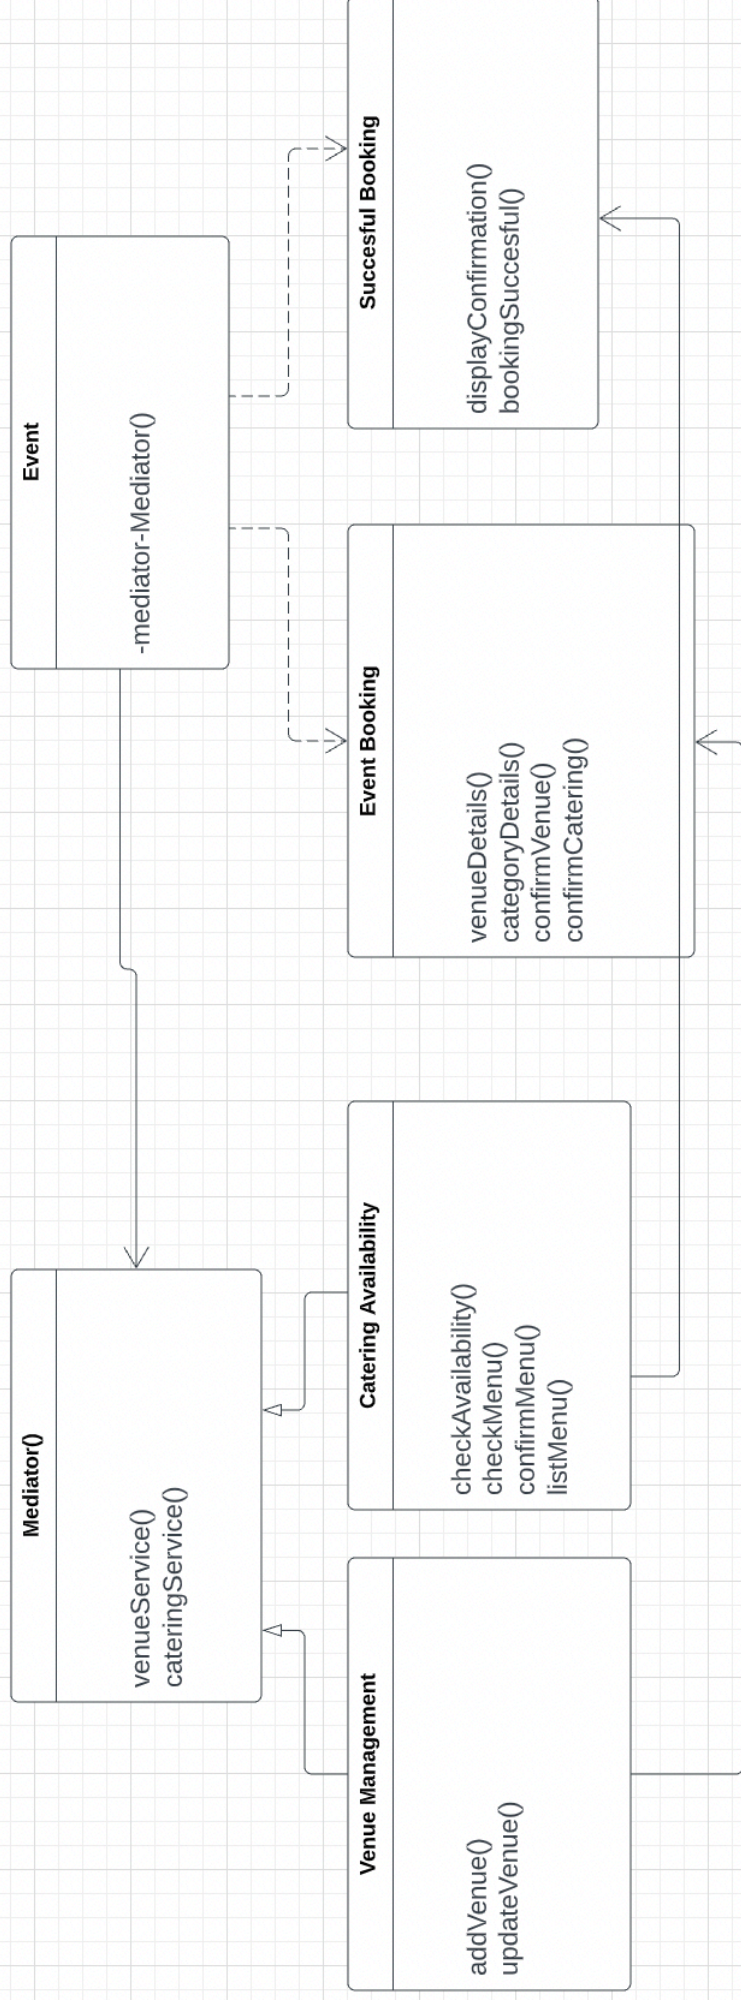 Mediator()
venueService()
cateringService()
Event
-mediator-Mediator()
Venue Management
addVenue()
updateVenue()
Catering Availability
checkAvailability()
checkMenu()
confirmMenu()
listMenu()
Event Booking
venueDetails()
categoryDetails()
confirmVenue()
confirmCatering()
Succesful Booking
displayConfirmation()
bookingSuccesful()